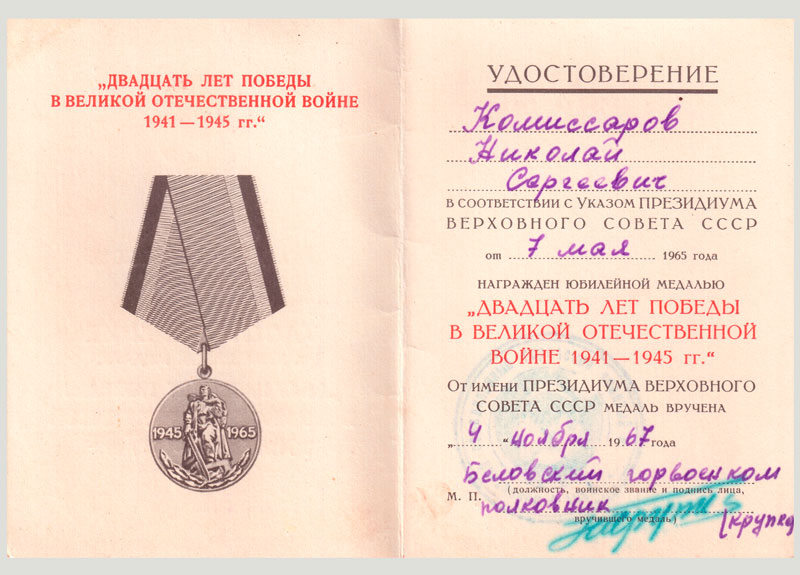 „ДВАДЦАТЬ ЛЕТ ПОБЕДЫ
В ВЕЛИКОЙ ОТЕЧЕСТВЕННОЙ ВОЙНЕ
1941—1945 гг.“
1945 1965
УДОСТОВЕРЕНИЕ
Комиссаров
Николай
Сергеевич
В СООТВЕТСТВИИ С УКАЗОМ ПРЕЗИДИУМА
ВЕРХОВНОГО СОВЕТА СССР
от 7 мая 1965 года
НАГРАЖДЕН ЮБИЛЕЙНОЙ МЕДАЛЬЮ
„ДВАДЦАТЬ ЛЕТ ПОБЕДЫ
В ВЕЛИКОЙ ОТЕЧЕСТВЕННОЙ
ВОЙНЕ 1941—1945 гг.“
От имени ПРЕЗИДИУМА ВЕРХОВНОГО
СОВЕТА СССР МЕДАЛЬ ВРУЧЕНА
„4“ ноября 1967 года
Беловский горвоенком
(должность, воинское звание и подпись лица,
М. П. полковник
вручившего медаль)